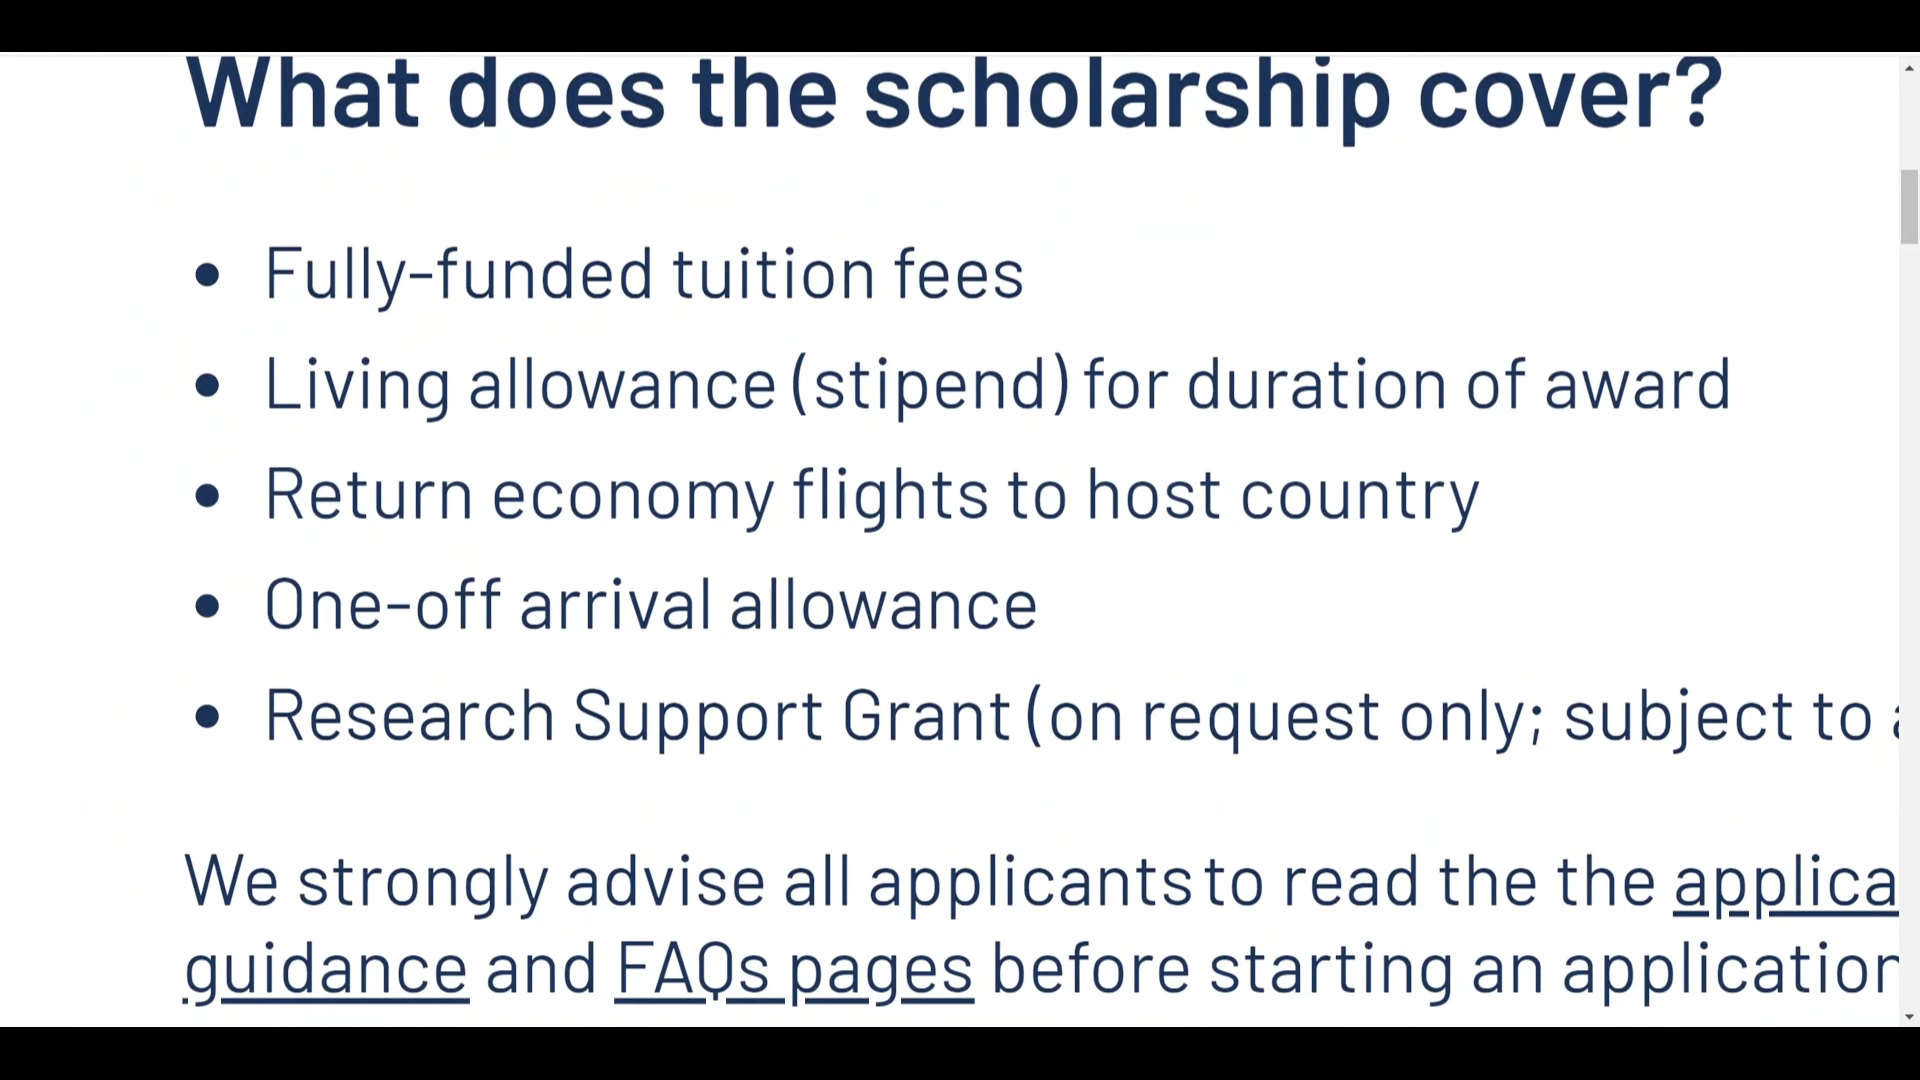 What does the scholarship cover?
• Fully-funded tuition fees
• Living allowance (stipend) for duration of award
• Return economy flights to host country
• One-off arrival allowance
• Research Support Grant (on request only; subject to
We strongly advise all applicants to read the the applica
guidance and FAQs pages before starting an application